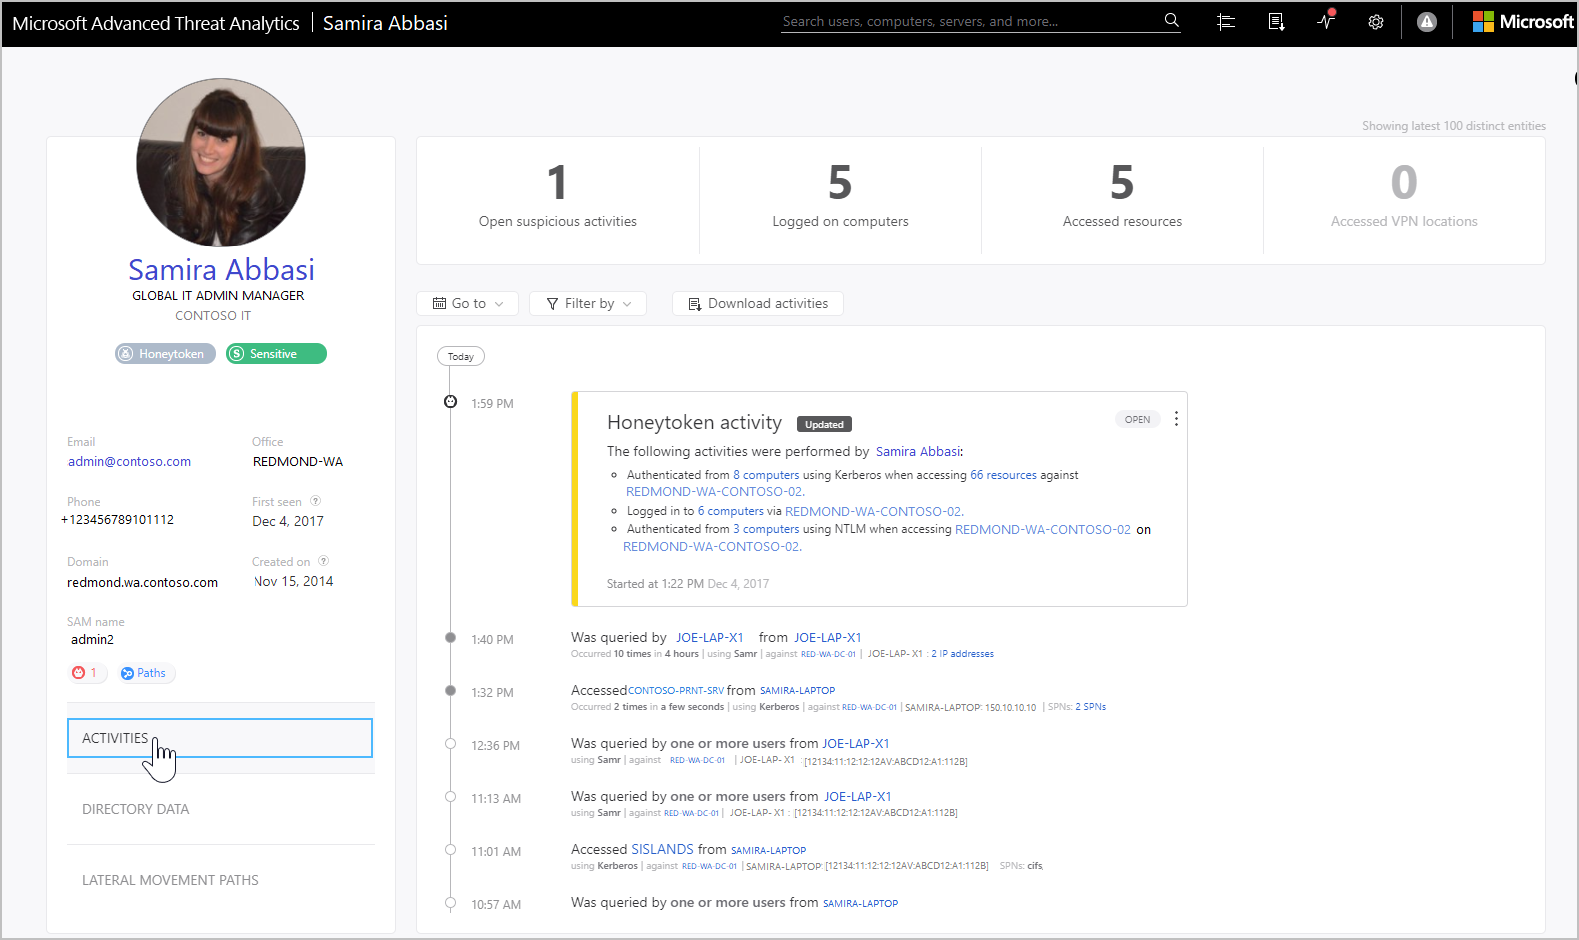 Microsoft Advanced Threat Analytics | Samira Abbasi
Search users, computers, servers, and more...
Microsoft
Showing latest 100 distinct entities
Samira Abbasi
GLOBAL IT ADMIN MANAGER
CONTOSO IT
Honeytoken
S Sensitive
Email
admin@contoso.com
Office
REDMOND-WA
Phone
+123456789101112
First seen ?
Dec 4, 2017
Domain
redmond.wa.contoso.com
Created on ?
Nov 15, 2014
SAM name
admin2
1
Paths
ACTIVITIES
DIRECTORY DATA
LATERAL MOVEMENT PATHS
1
Open suspicious activities
5
Logged on computers
5
Accessed resources
0
Accessed VPN locations
Go to
Filter by
Download activities
Today
1:59 PM
Honeytoken activity Updated
OPEN
The following activities were performed by Samira Abbasi:
Authenticated from 8 computers using Kerberos when accessing 66 resources against
REDMOND-WA-CONTOSO-02.
Logged in to 6 computers via REDMOND-WA-CONTOSO-02.
Authenticated from 3 computers using NTLM when accessing REDMOND-WA-CONTOSO-02 on
REDMOND-WA-CONTOSO-02.
Started at 1:22 PM Dec 4, 2017
1:40 PM
Was queried by JOE-LAP-X1 from JOE-LAP-X1
Occurred 10 times in 4 hours | using Samr | against RED-WA-DC-01 | JOE-LAP- X1 : 2 IP addresses
1:32 PM
AccessedCONTOSO-PRNT-SRV from SAMIRA-LAPTOP
Occurred 2 times in a few seconds | using Kerberos | against RED-WA-DC-01 | SAMIRA-LAPTOP: 150.10.10.10 | SPNs: 2 SPNs
12:36 PM
Was queried by one or more users from JOE-LAP-X1
using Samr | against RED-WA-DC-01 | JOE-LAP- X1 :[12134:11:12:12:12AV:ABCD12:A1:112B]
11:13 AM
Was queried by one or more users from JOE-LAP-X1
using Samr | against RED-WA-DC-01 | JOE-LAP- X1 : [12134:11:12:12:12AV:ABCD12:A1:112B]
11:01 AM
Accessed SISLANDS from SAMIRA-LAPTOP
using Kerberos | against RED-WA-DC-01 | SAMIRA-LAPTOP:[12134:11:12:12:12AV:ABCD12:A1:112B] SPNs: cifs,
10:57 AM
Was queried by one or more users from SAMIRA-LAPTOP